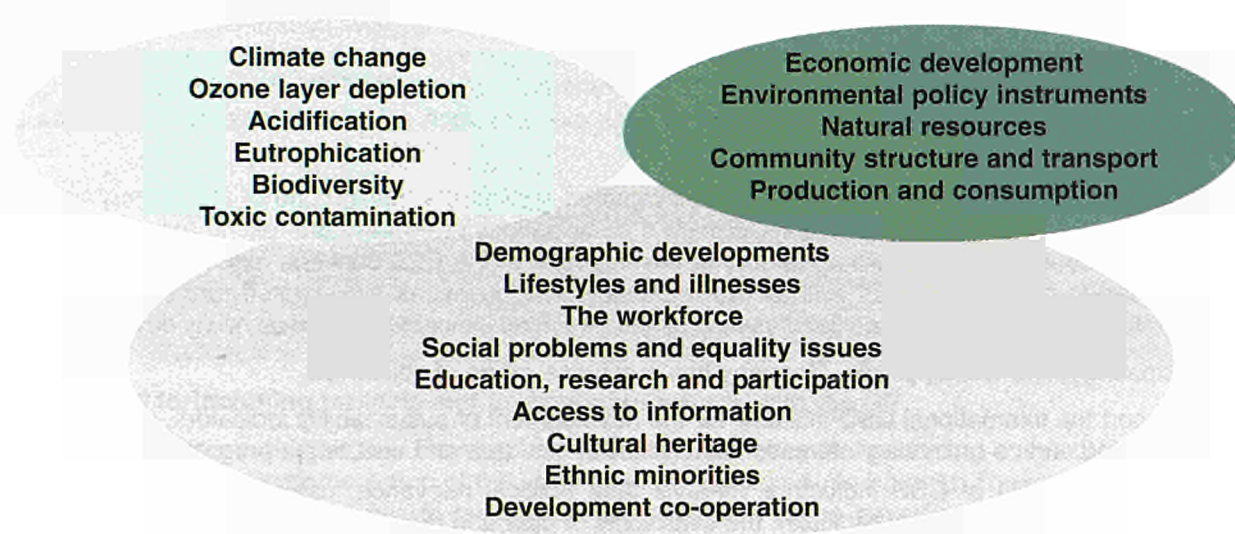 Climate change
Ozone layer depletion
Acidification
Eutrophication
Biodiversity
Toxic contamination
Economic development
Environmental policy instruments
Natural resources
Community structure and transport
Production and consumption
Demographic developments
Lifestyles and illnesses
The workforce
Social problems and equality issues
Education, research and participation
Access to information
Cultural heritage
Ethnic minorities
Development co-operation